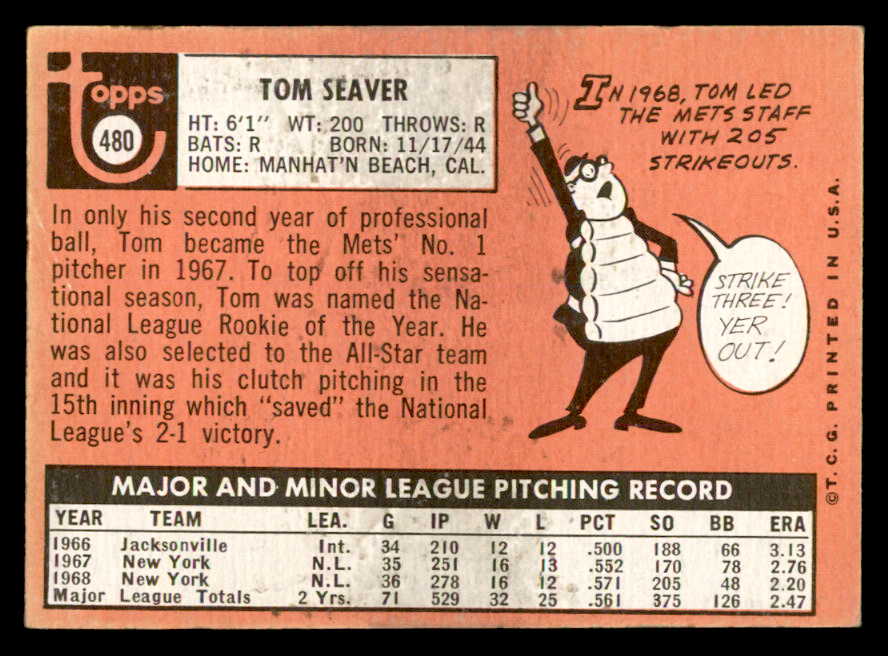 Topps
480
TOM SEAVER
HT: 6'1" WT: 200 THROWS: R
BATS: R BORN: 11/17/44
HOME: MANHAT'N BEACH, CAL.
In only his second year of professional
ball, Tom became the Mets' No. 1
pitcher in 1967. To top off his sensa-
tional season, Tom was named the Na-
tional League Rookie of the Year. He
was also selected to the All-Star team
and it was his clutch pitching in the
15th inning which "saved" the National
League's 2-1 victory.
IN 1968, TOM LED
THE METS STAFF
WITH 205
STRIKEOUTS.
STRIKE
THREE!
YER
OUT!
©T.C.G. PRINTED IN U.S.A.
MAJOR AND MINOR LEAGUE PITCHING RECORD
YEAR TEAM LEA. G IP W L PCT SO BB ERA
1966 Jacksonville Int. 34 210 12 12 .500 188 66 3.13
1967 New York N.L. 35 251 16 13 .552 170 78 2.76
1968 New York N.L. 36 278 16 12 .571 205 48 2.20
Major League Totals 2 Yrs. 71 529 32 25 .561 375 126 2.47